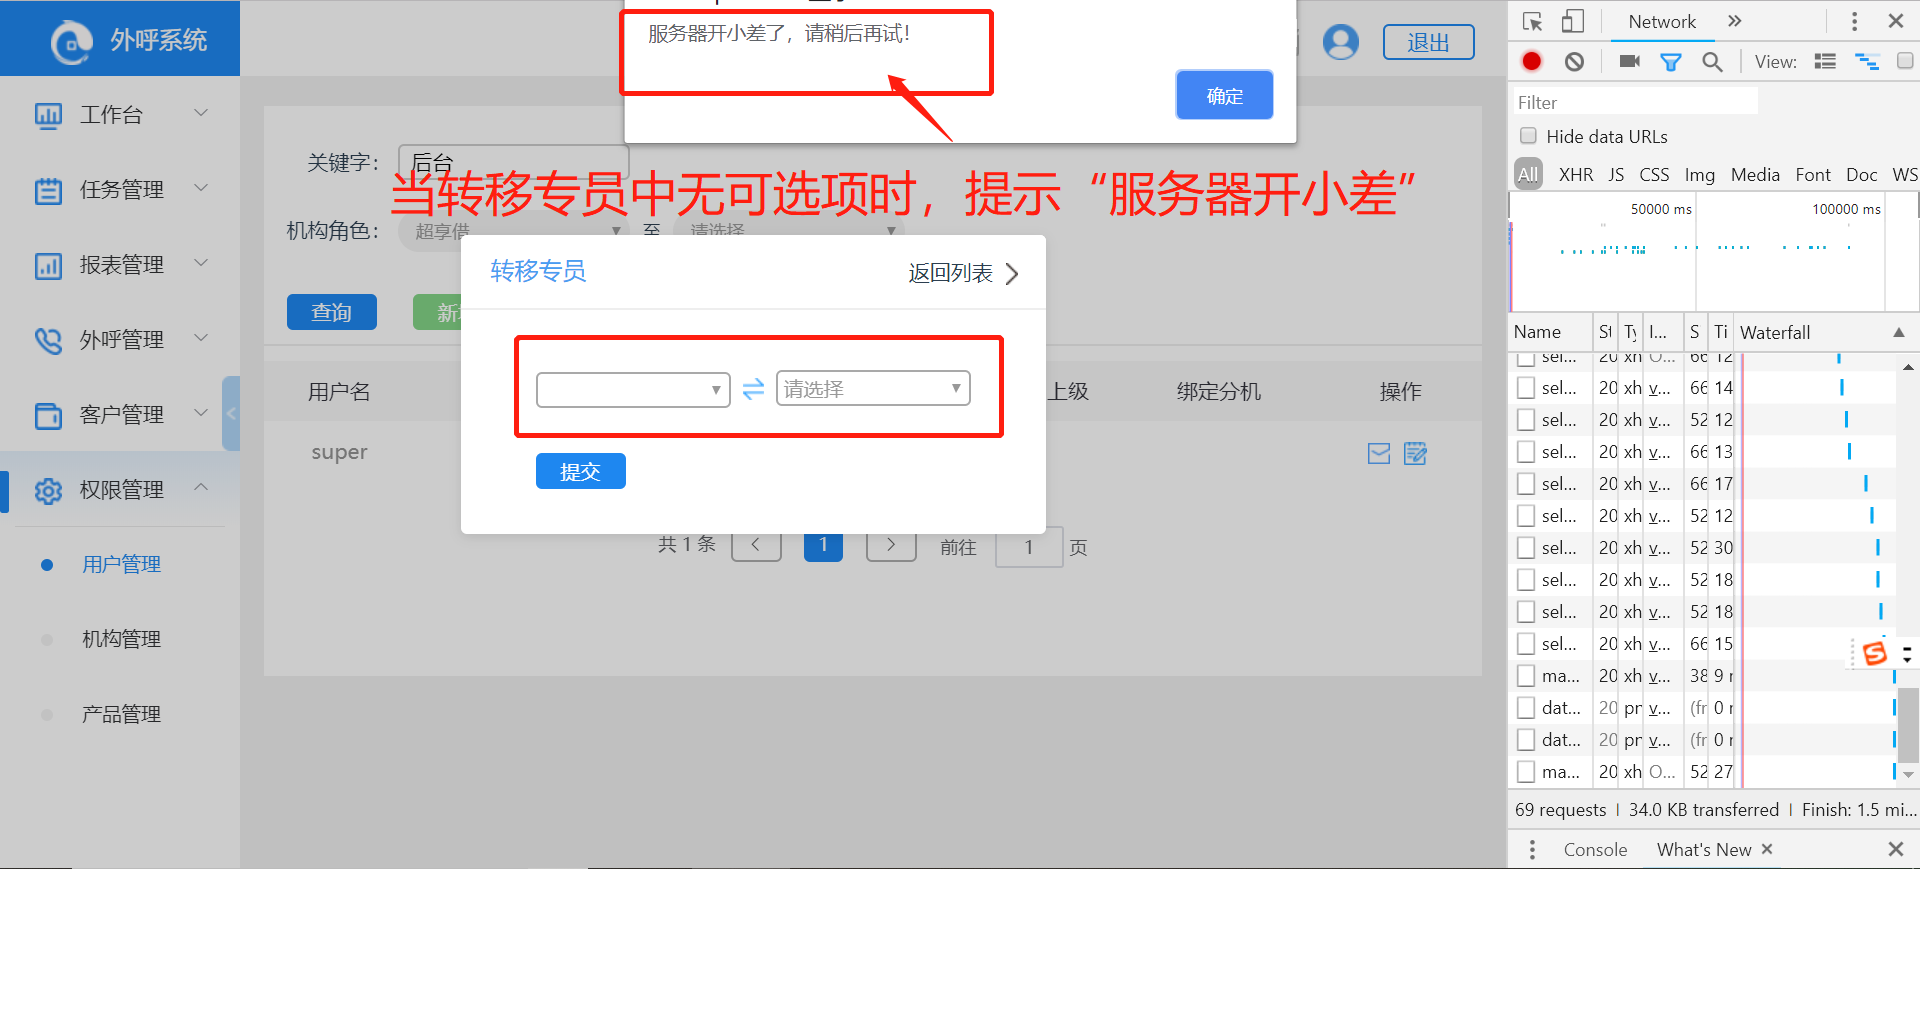 外呼系统
服务器开小差了，请稍后再试！
确定
退出
工作台
任务管理
报表管理
外呼管理
客户管理
权限管理
用户管理
机构管理
产品管理
关键字：
后台
当转移专员中无可选项时，提示“服务器开小差”
机构角色：
超享借
至
请选择
查询
新
转移专员
返回列表
请选择
提交
用户名
上级
绑定分机
操作
super
共 1 条
1
前往
1
页
Network
View:
Filter
Hide data URLs
All XHR JS CSS Img Media Font Doc WS
50000 ms
100000 ms
Name St Ty I... S Ti Waterfall
sel... 20 xh O... 66 12
sel... 20 xh v... 66 14
sel... 20 xh v... 52 12
sel... 20 xh v... 66 13
sel... 20 xh v... 66 17
sel... 20 xh v... 52 12
sel... 20 xh v... 52 30
sel... 20 xh v... 52 18
sel... 20 xh v... 52 18
sel... 20 xh v... 66 15
ma... 20 xh v... 38 9 r
dat... 20 pr v... (fr 0 r
dat... 20 pr v... (fr 0 r
ma... 20 xh O... 52 27
69 requests | 34.0 KB transferred | Finish: 1.5 mi...
Console
What's New